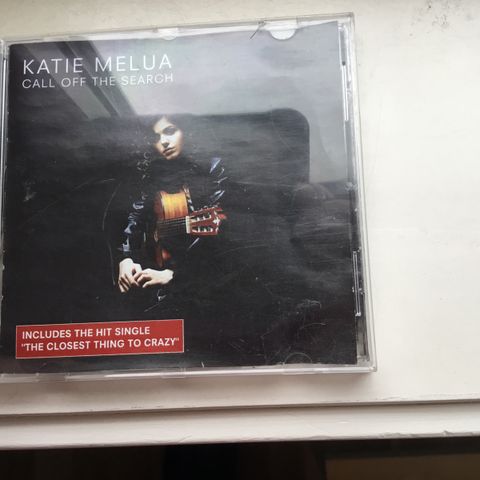 KATIE MELUA
CALL OFF THE SEARCH
INCLUDES THE HIT SINGLE
"THE CLOSEST THING TO CRAZY"